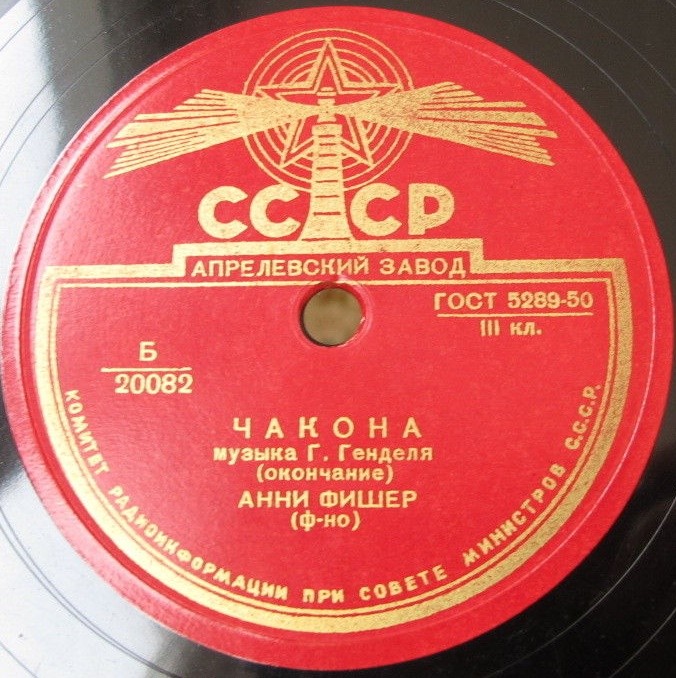 СССР
АПРЕЛЕВСКИЙ ЗАВОД
ГОСТ 5289-50
III кл.
Б
20082
ЧАКОНА
музыка Г. Генделя
(окончание)
АННИ ФИШЕР
(ф-но)
КОМИТЕТ РАДИОИНФОРМАЦИИ ПРИ СОВЕТЕ МИНИСТРОВ С.С.С.Р.